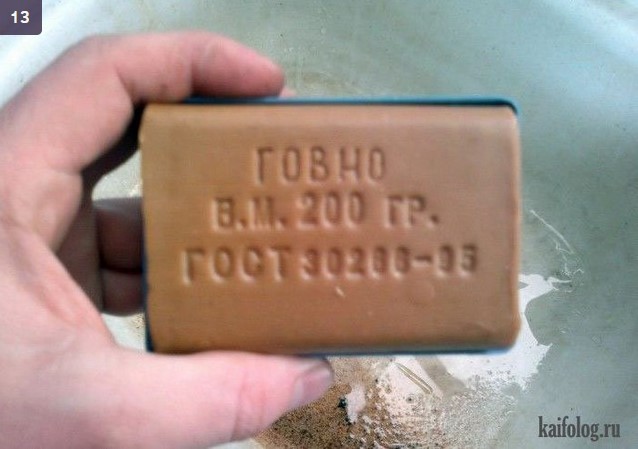 13
ГОВНО
В.М. 200 ГР.
ГОСТ 30266-95
kaifolog.ru